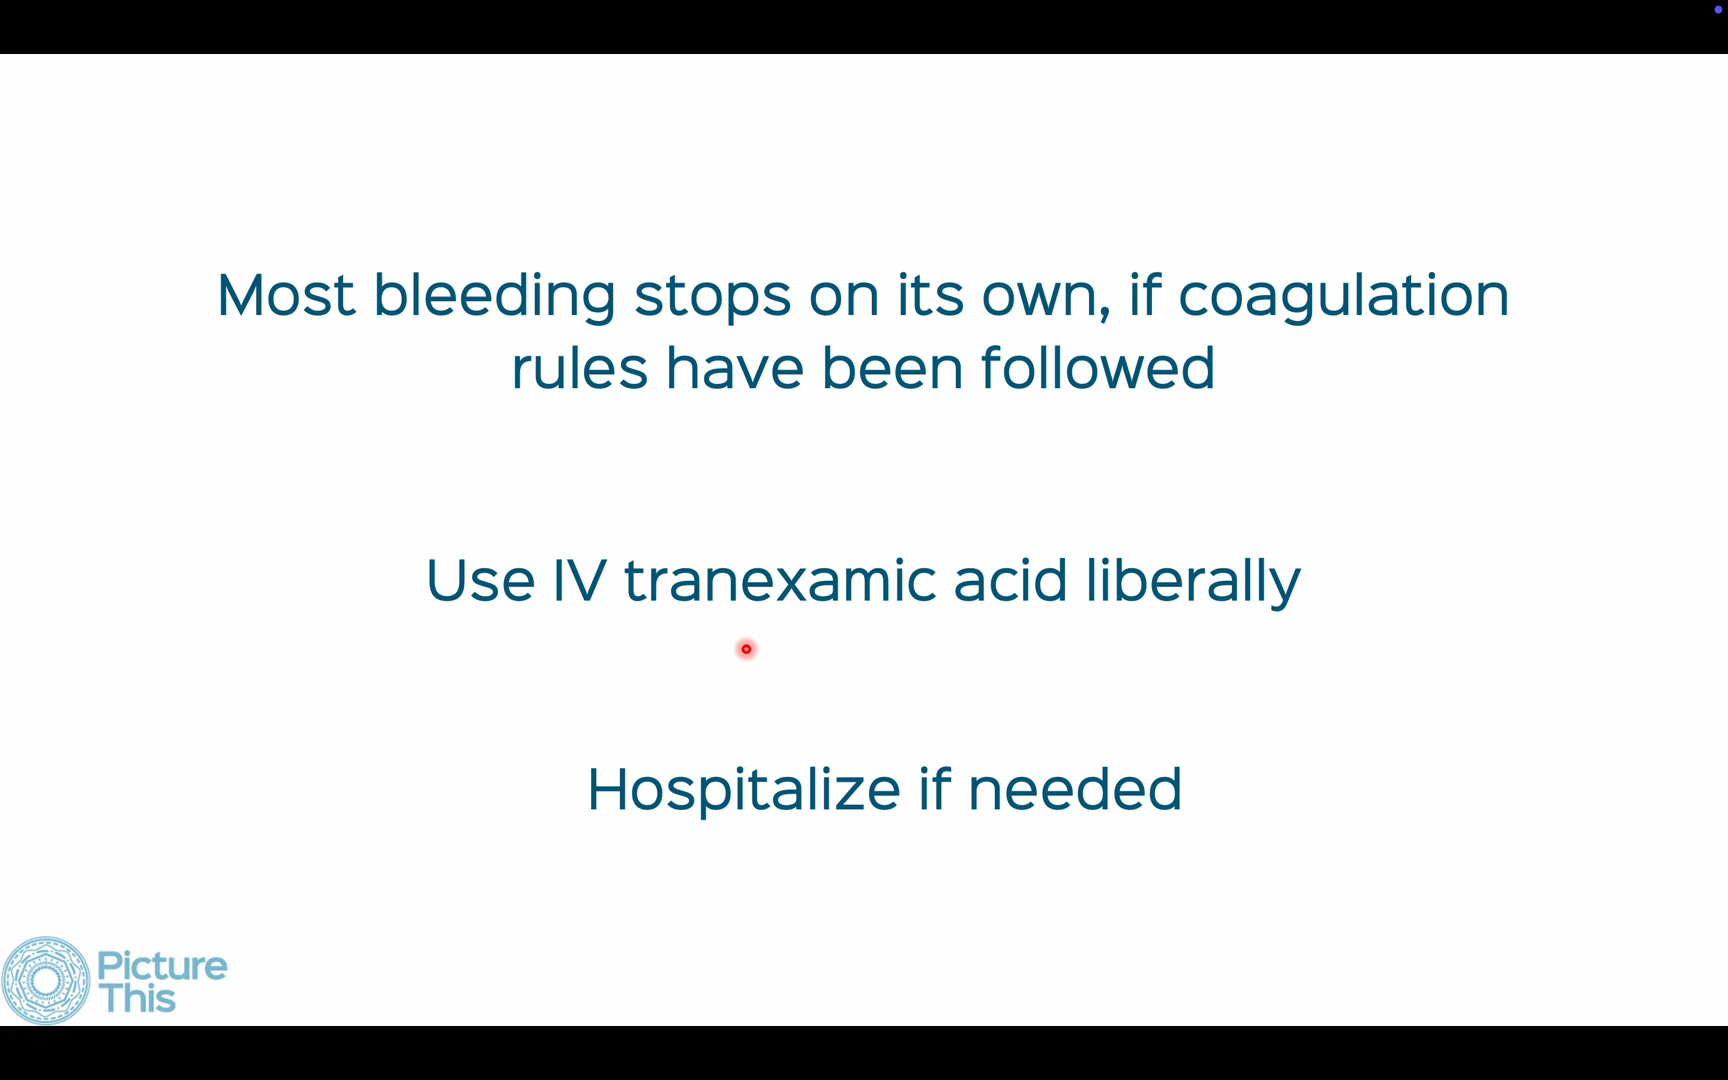 Most bleeding stops on its own, if coagulation
rules have been followed
Use IV tranexamic acid liberally
Hospitalize if needed
Picture
This